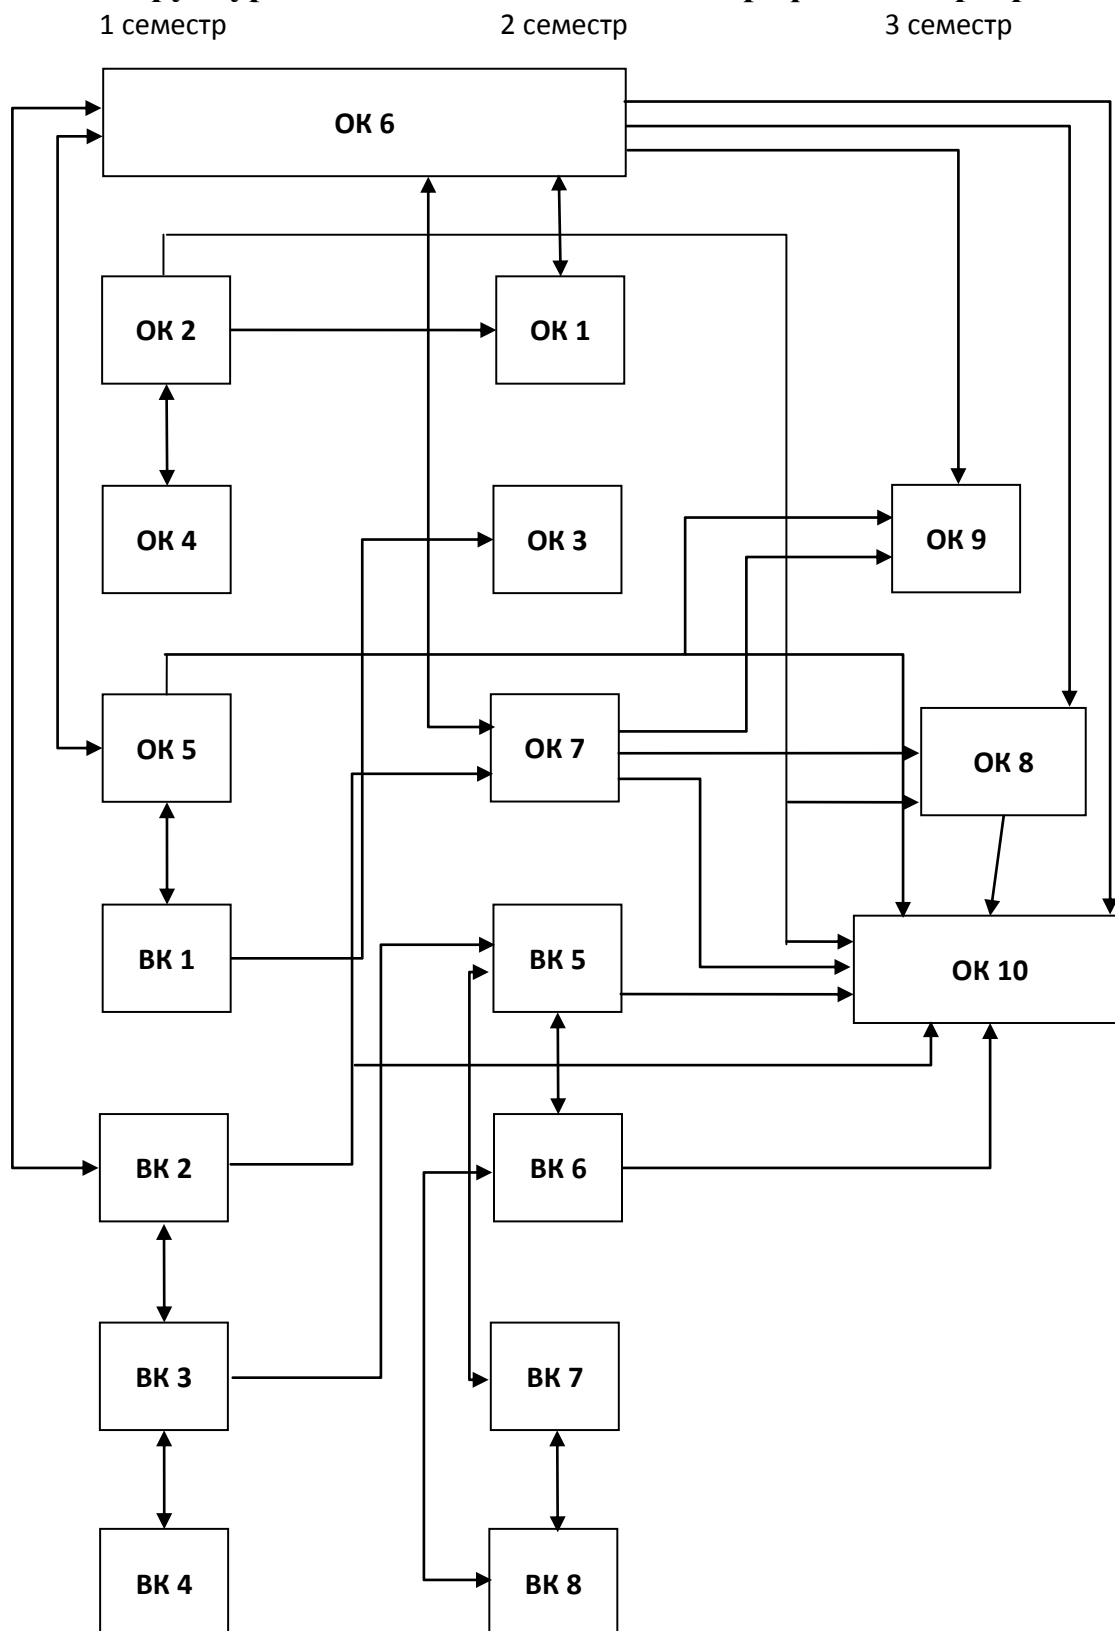 1 семестр 2 семестр 3 семестр
ОК 6
ОК 2 ОК 1
ОК 4 ОК 3 ОК 9
ОК 5 ОК 7 ОК 8
ВК 1 ВК 5 ОК 10
ВК 2 ВК 6
ВК 3 ВК 7
ВК 4 ВК 8